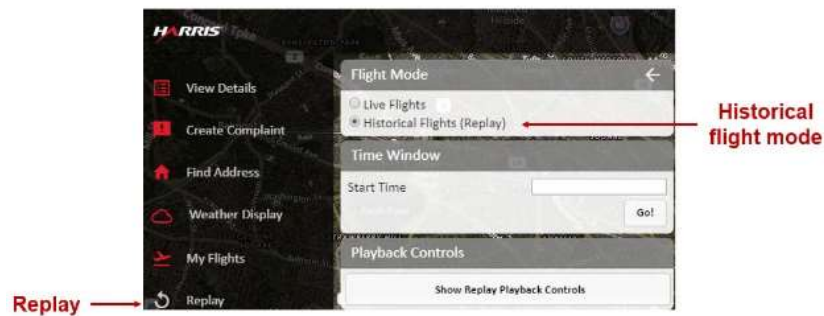 HARRIS
View Details
Create Complaint
Find Address
Weather Display
My Flights
Replay
Flight Mode
Live Flights
Historical Flights (Replay)
Time Window
Start Time
Go!
Playback Controls
Show Replay Playback Controls
Historical
flight mode
Replay